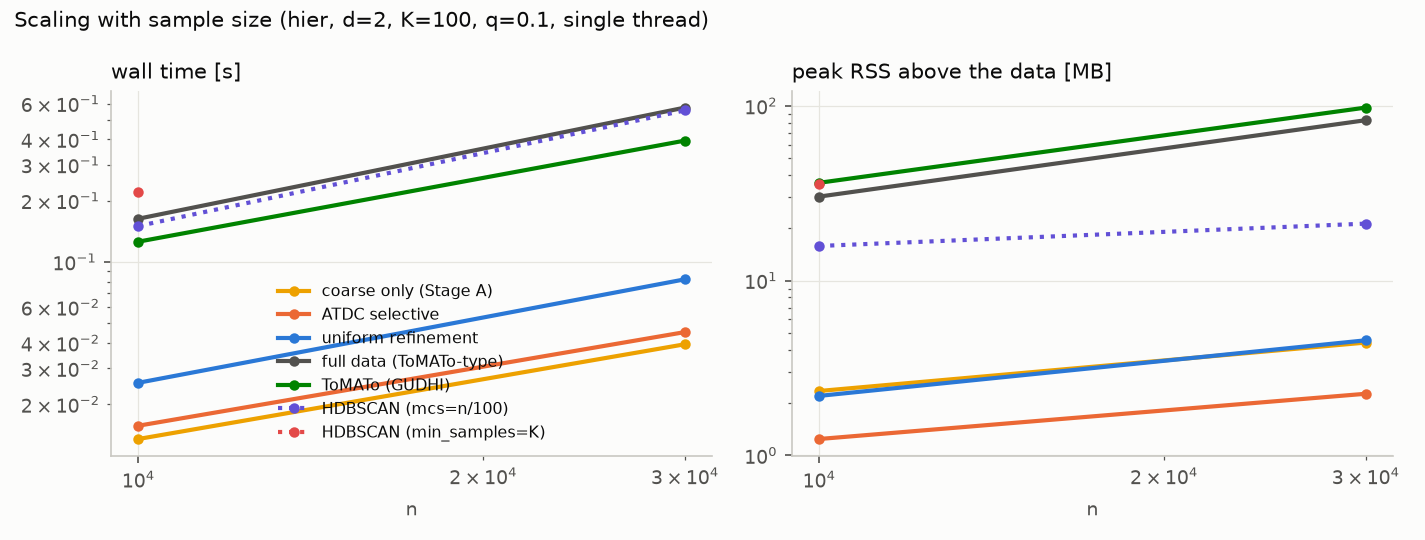 Scaling with sample size (hier, d=2, K=100, q=0.1, single thread)
wall time [s]
6 × 10⁻¹
4 × 10⁻¹
3 × 10⁻¹
2 × 10⁻¹
10⁻¹
6 × 10⁻²
4 × 10⁻²
3 × 10⁻²
2 × 10⁻²
coarse only (Stage A)
ATDC selective
uniform refinement
full data (ToMATo-type)
ToMATo (GUDHI)
HDBSCAN (mcs=n/100)
HDBSCAN (min_samples=K)
10⁴
2 × 10⁴
3 × 10⁴
n
peak RSS above the data [MB]
10²
10¹
10⁰
10⁴
2 × 10⁴
3 × 10⁴
n